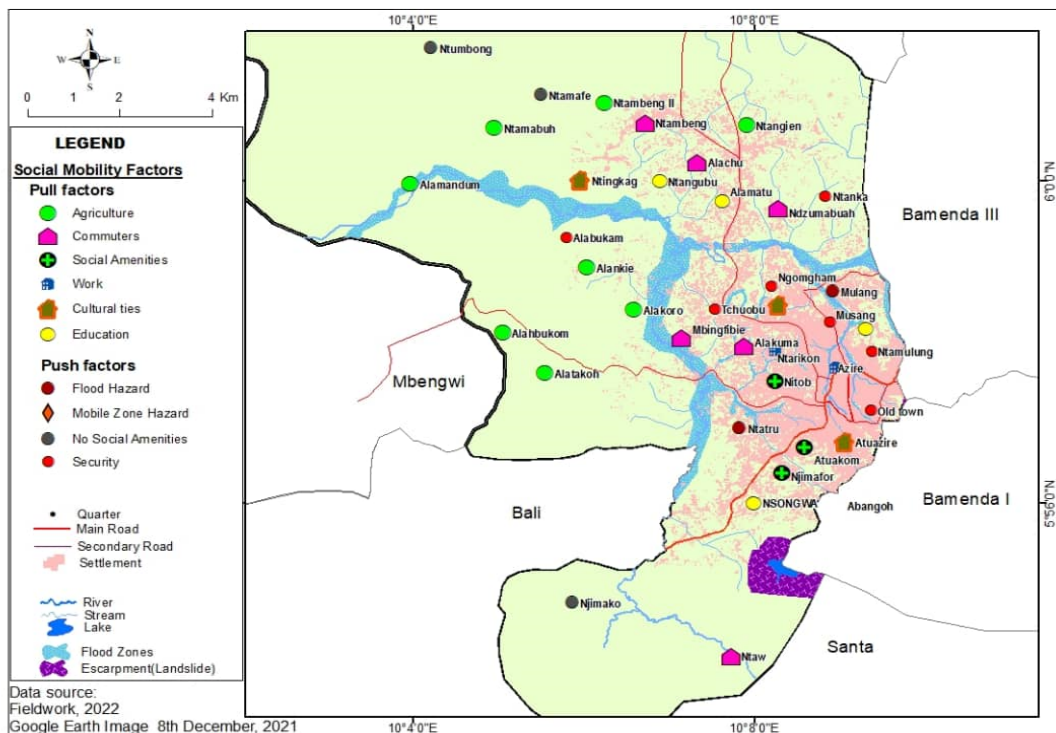 10°4'0"E
10°8'0"E
N
W
E
S
0
1
2
4 Km
LEGEND
Social Mobility Factors
Pull factors
Agriculture
Commuters
Social Amenities
Work
Cultural ties
Education
Push factors
Flood Hazard
Mobile Zone Hazard
No Social Amenities
Security
Quarter
Main Road
Secondary Road
Settlement
River
Stream
Lake
Flood Zones
Escarpment(Landslide)
Data source:
Fieldwork, 2022
Google Earth Image 8th December, 2021
Ntumbong
Ntamafe
Ntambeng II
Ntamabuh
Ntambeng
Ntangien
Alachu
Alamandum
Ntingkag
Ntangubu
Alamatu
Ntanka
6°0'N
Ndzumabuah
Bamenda III
Alabukam
Alankie
Ngomgham
Mulang
Alakoro
Tchuobu
Musang
Mbingfibie
Alahbukom
Alakuma
Ntarikon
Ntamulung
Azire
Alatakoh
Mbengwi
Nitob
Old town
Ntatru
Atuazire
Atuakom
Njimafor
Bamenda I
NSONGWA
Abangoh
5°56'0"N
Bali
Njimako
Santa
Ntaw
10°4'0"E
10°8'0"E